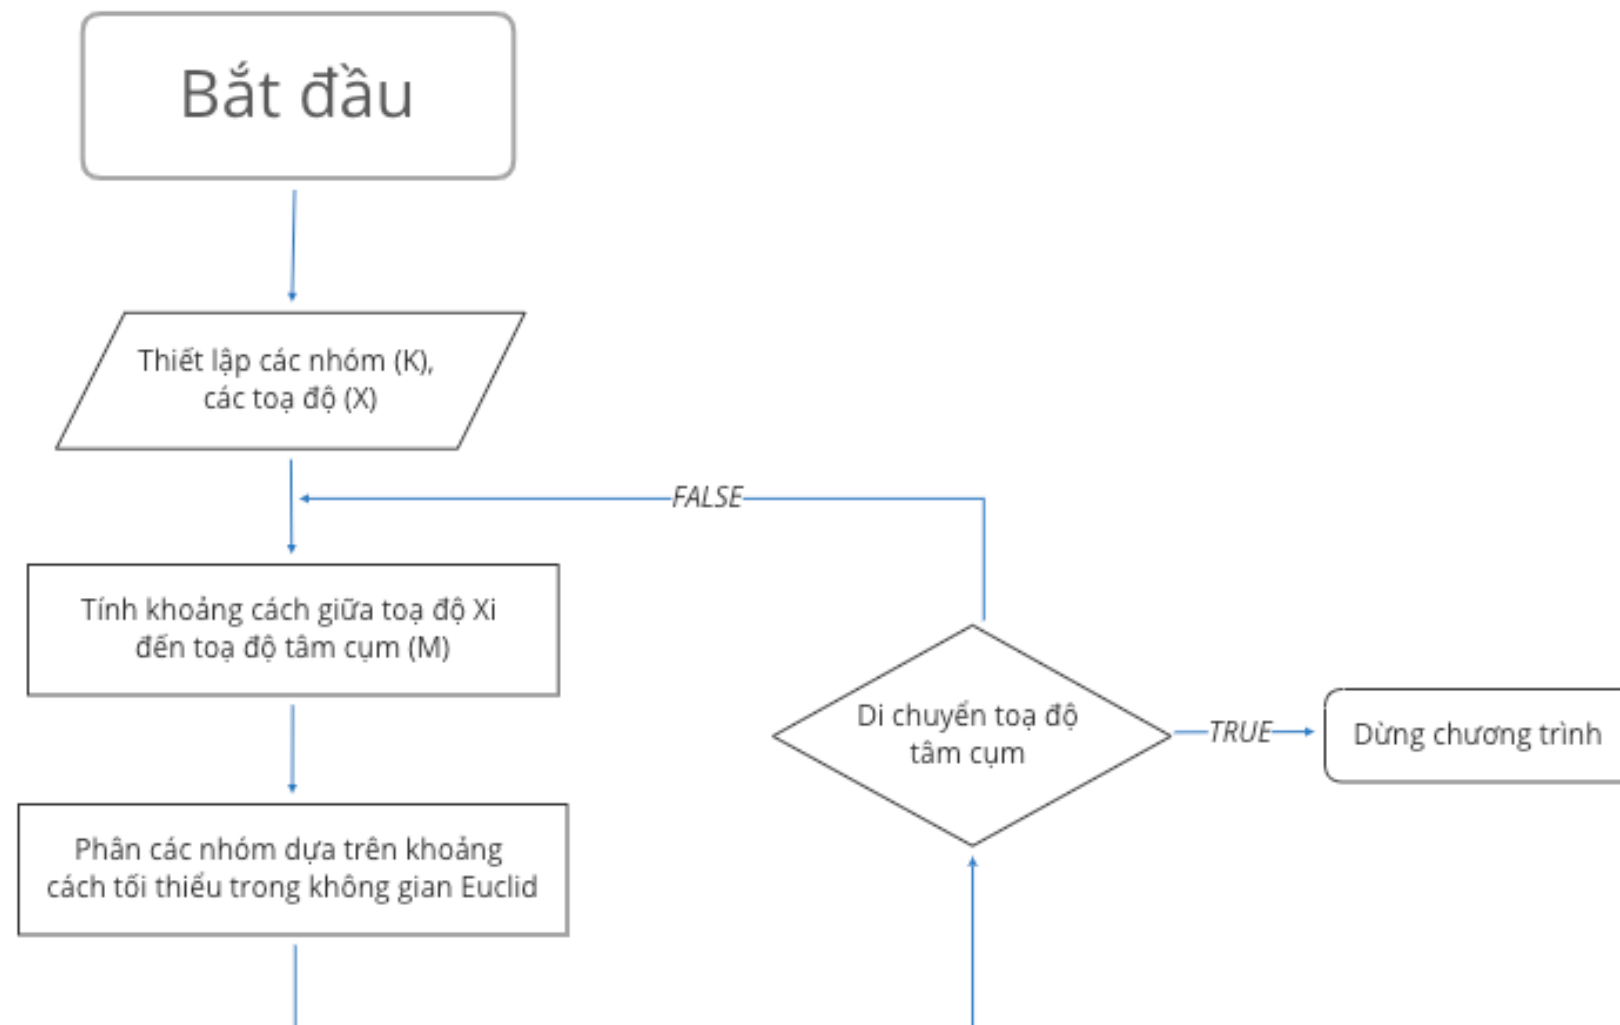 Bắt đầu
Thiết lập các nhóm (K),
các toạ độ (X)
FALSE
Tính khoảng cách giữa toạ độ Xi
đến toạ độ tâm cụm (M)
Di chuyển toạ độ
tâm cụm
TRUE
Dừng chương trình
Phân các nhóm dựa trên khoảng
cách tối thiểu trong không gian Euclid